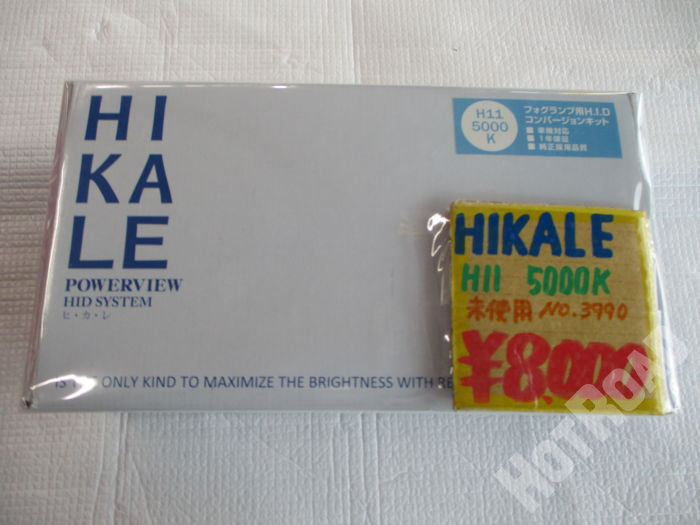 HI
KA
LE
POWERVIEW
HID SYSTEM
ヒ・カ・レ
H11
5000
K
フォグランプ用H.I.D
コンバージョンキット
■ 車検対応
■ 1年保証
■ 純正採用品質
HIKALE
H11 5000K
未使用 NO.3990
¥8,000
ONLY KIND TO MAXIMIZE THE BRIGHTNESS WITH
HOTROAD